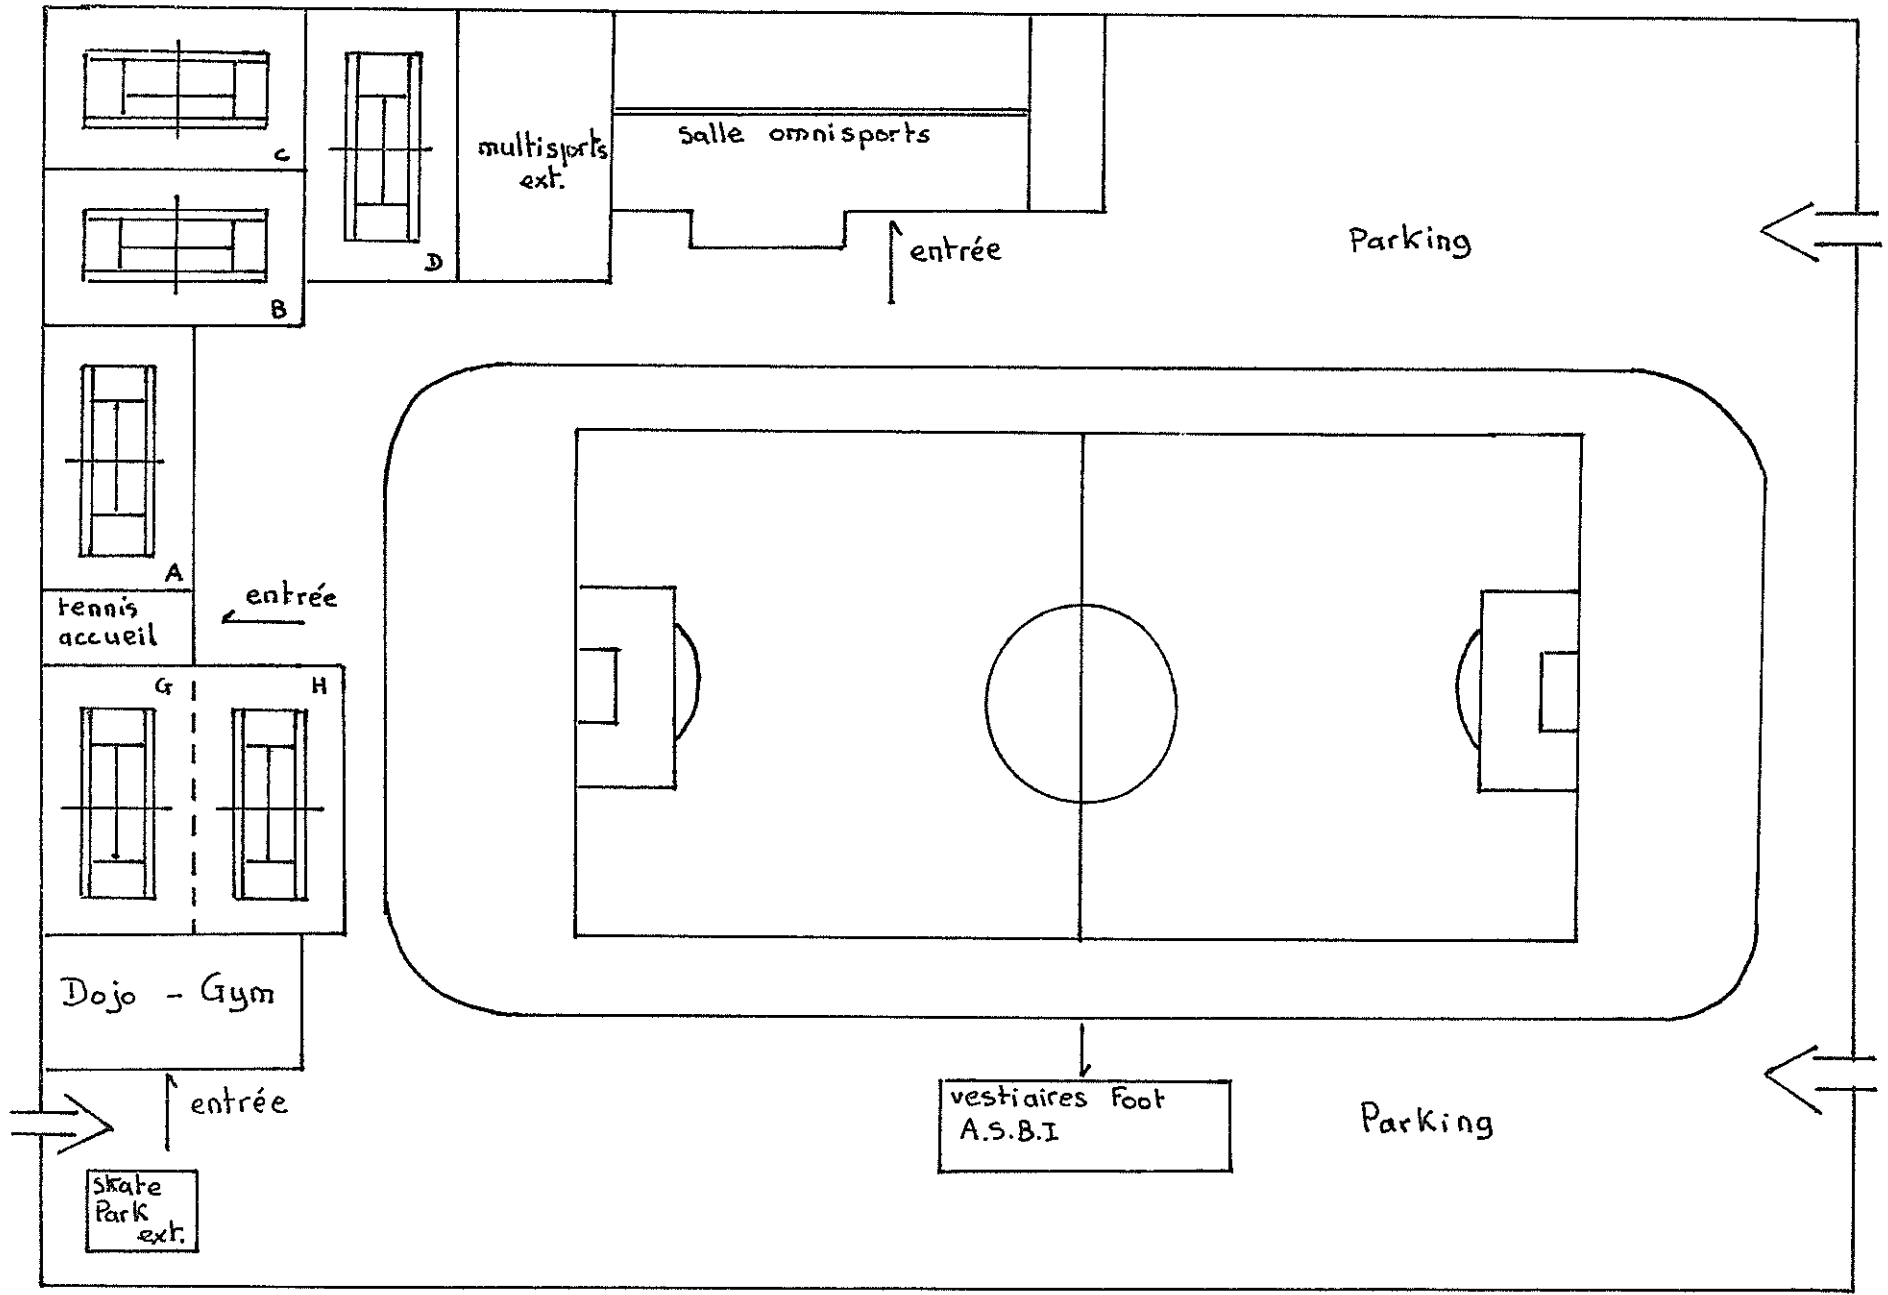 C
multisports
ext.
Salle omnisports
D
entrée
Parking
B
A
entrée
tennis
accueil
G
H
Dojo - Gym
entrée
vestiaires Foot
A.S.B.I
Parking
Skate
Park
ext.